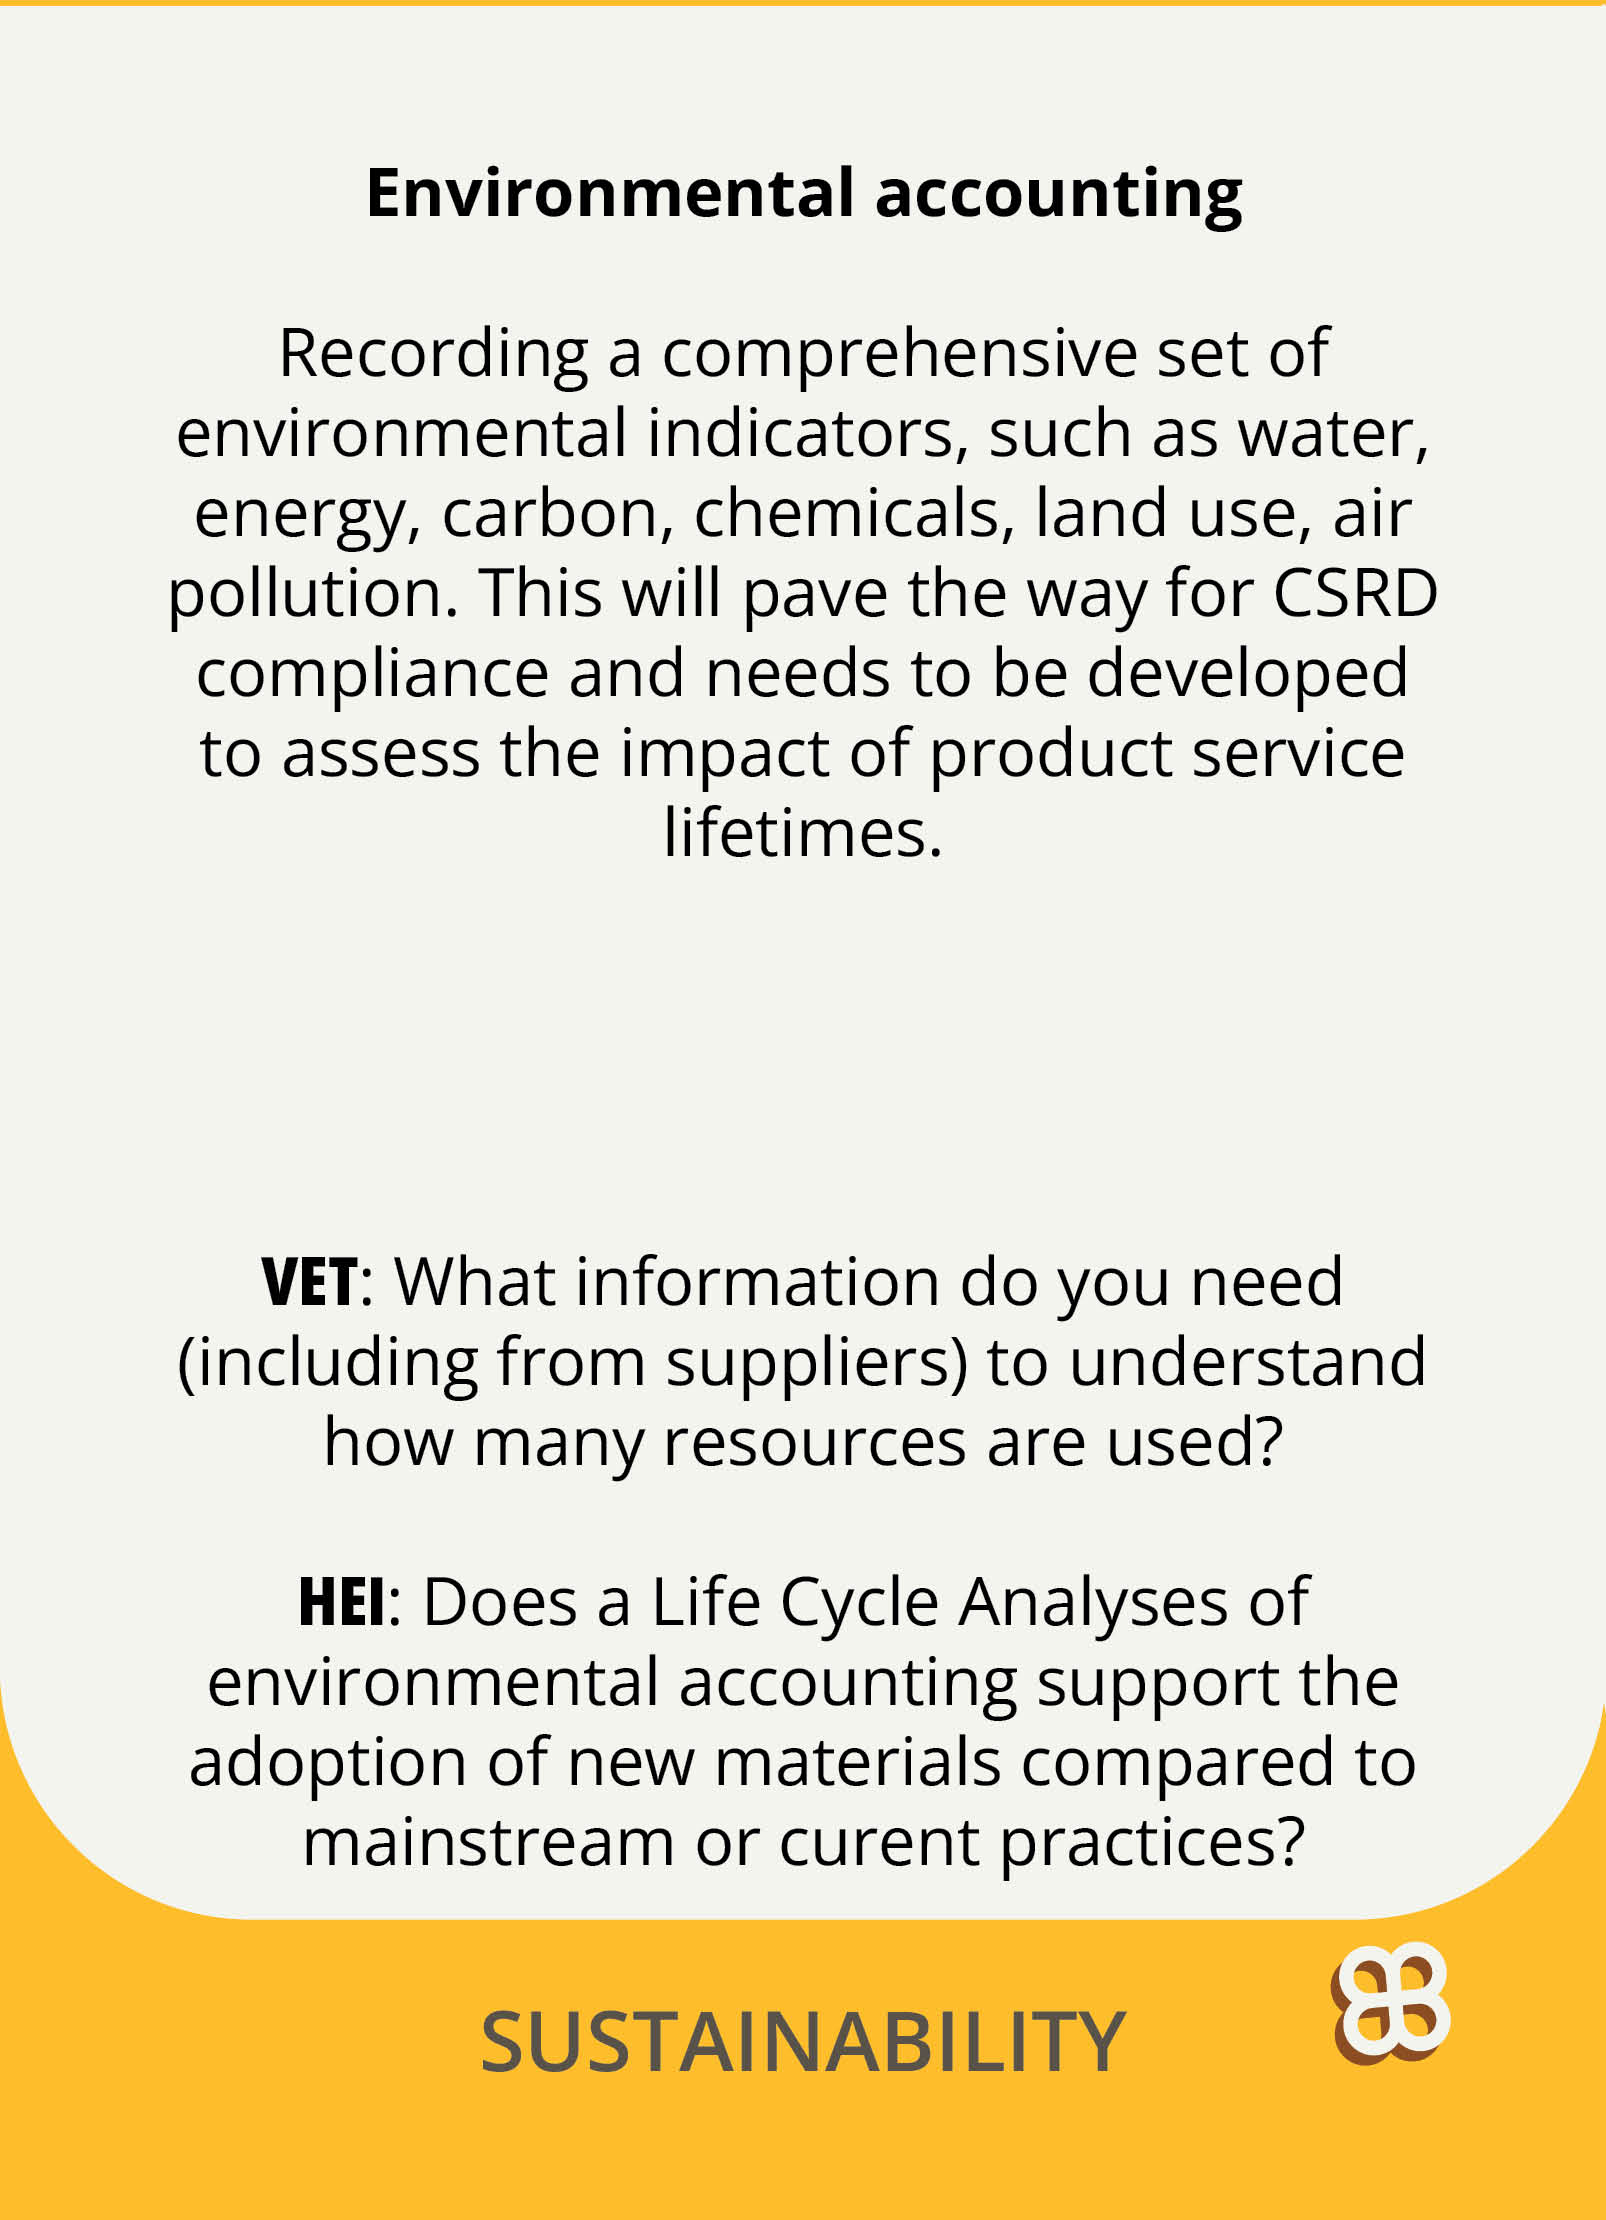 Environmental accounting
Recording a comprehensive set of
environmental indicators, such as water,
energy, carbon, chemicals, land use, air
pollution. This will pave the way for CSRD
compliance and needs to be developed
to assess the impact of product service
lifetimes.
VET: What information do you need
(including from suppliers) to understand
how many resources are used?
HEI: Does a Life Cycle Analyses of
environmental accounting support the
adoption of new materials compared to
mainstream or curent practices?
SUSTAINABILITY